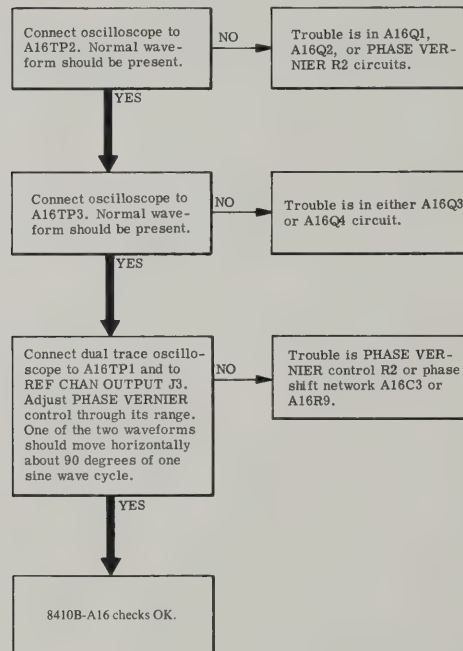 Connect oscilloscope to
A16TP2. Normal wave-
form should be present.
NO
Trouble is in A16Q1,
A16Q2, or PHASE VER-
NIER R2 circuits.
YES
Connect oscilloscope to
A16TP3. Normal wave-
form should be present.
NO
Trouble is in either A16Q3
or A16Q4 circuit.
YES
Connect dual trace oscillo-
scope to A16TP1 and to
REF CHAN OUTPUT J3.
Adjust PHASE VERNIER
control through its range.
One of the two waveforms
should move horizontally
about 90 degrees of one
sine wave cycle.
NO
Trouble is PHASE VER-
NIER control R2 or phase
shift network A16C3 or
A16R9.
YES
8410B-A16 checks OK.